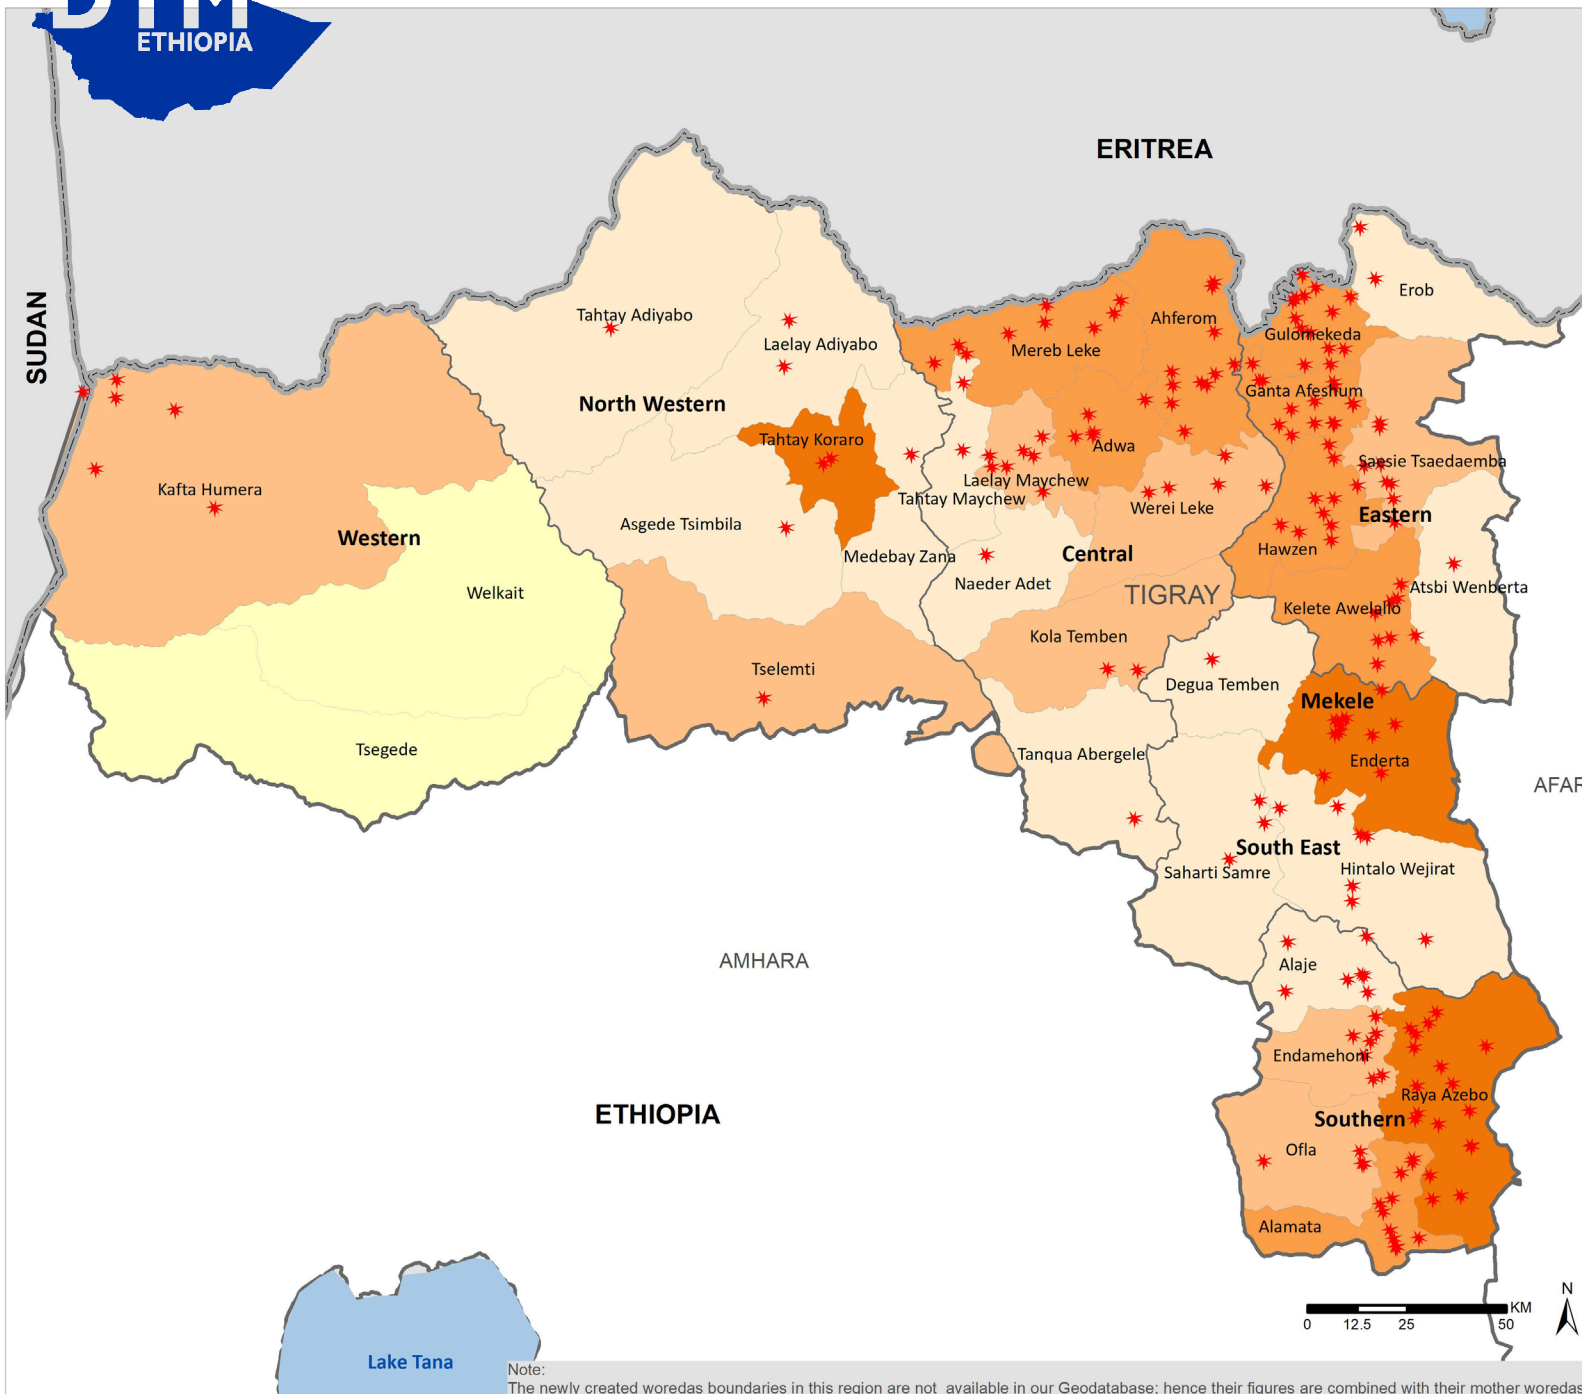 DTM
ETHIOPIA
ERITREA
SUDAN
Erob
Tahtay Adiyabo
Ahferom
Laelay Adiyabo
Gulomekeda
Mereb Leke
Ganta Afeshum
North Western
Tahtay Koraro
Adwa
Saesie Tsaedaemba
Laelay Maychew
Kafta Humera
Tahtay Maychew
Werei Leke
Asgede Tsimbila
Eastern
Western
Hawzen
Medebay Zana
Central
Naeder Adet
Atsbi Wenberta
Welkait
TIGRAY
Kelete Awelallo
Kola Temben
Tselemti
Degua Temben
Mekele
Tsegede
Tanqua Abergele
Enderta
AFAR
South East
Saharti Samre
Hintalo Wejirat
AMHARA
Alaje
Endamehoni
Raya Azebo
ETHIOPIA
Southern
Ofla
Alamata
N
KM
0 12.5 25 50
Lake Tana
Note:
The newly created woredas boundaries in this region are not available in our Geodatabase; hence their figures are combined with their mother woredas